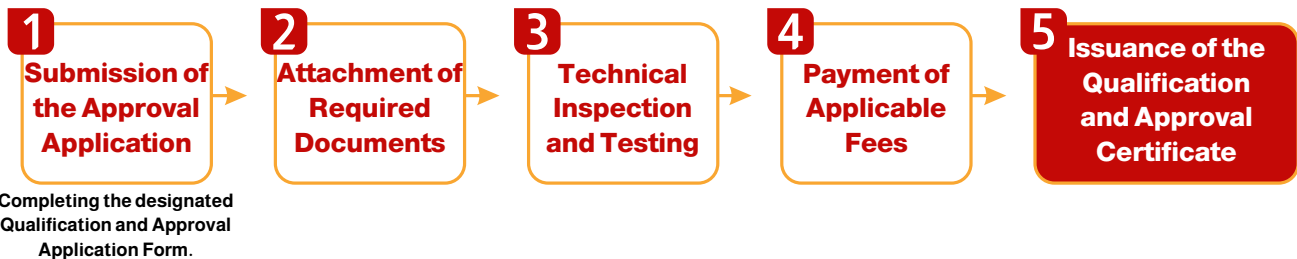 1
Submission of
the Approval
Application
Completing the designated
Qualification and Approval
Application Form.
2
Attachment of
Required
Documents
3
Technical
Inspection
and Testing
4
Payment of
Applicable
Fees
5
Issuance of the
Qualification
and Approval
Certificate